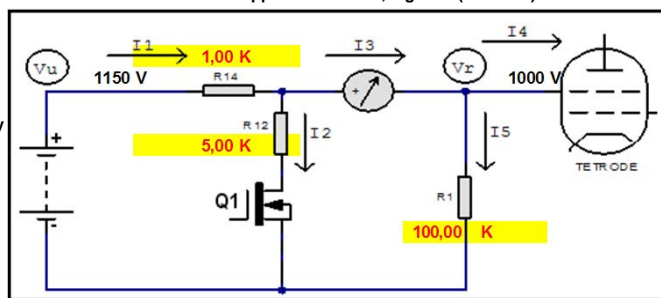 I1
1,00 K
I3
I4
Vu
1150 V
R14
+
Vr
1000 V
+
R12
5,00 K
I2
I5
TETRODE
Q1
R1
-
100,00 K